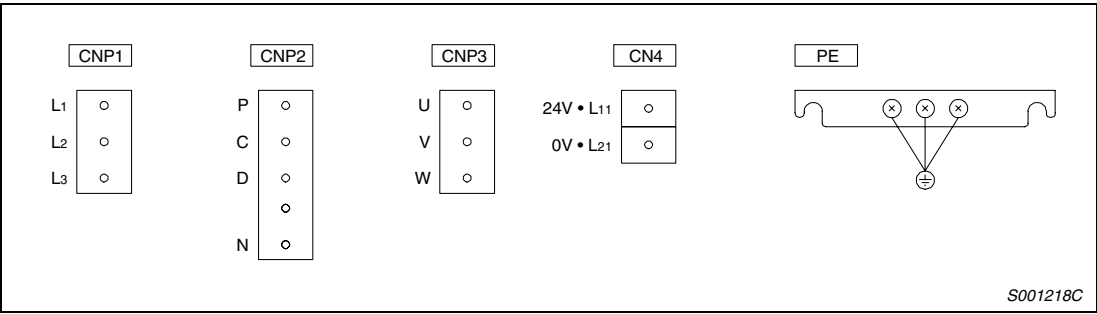 CNP1 CNP2 CNP3 CN4 PE
L1 P U 24V • L11
L2 C V 0V • L21
L3 D W
N
S001218C